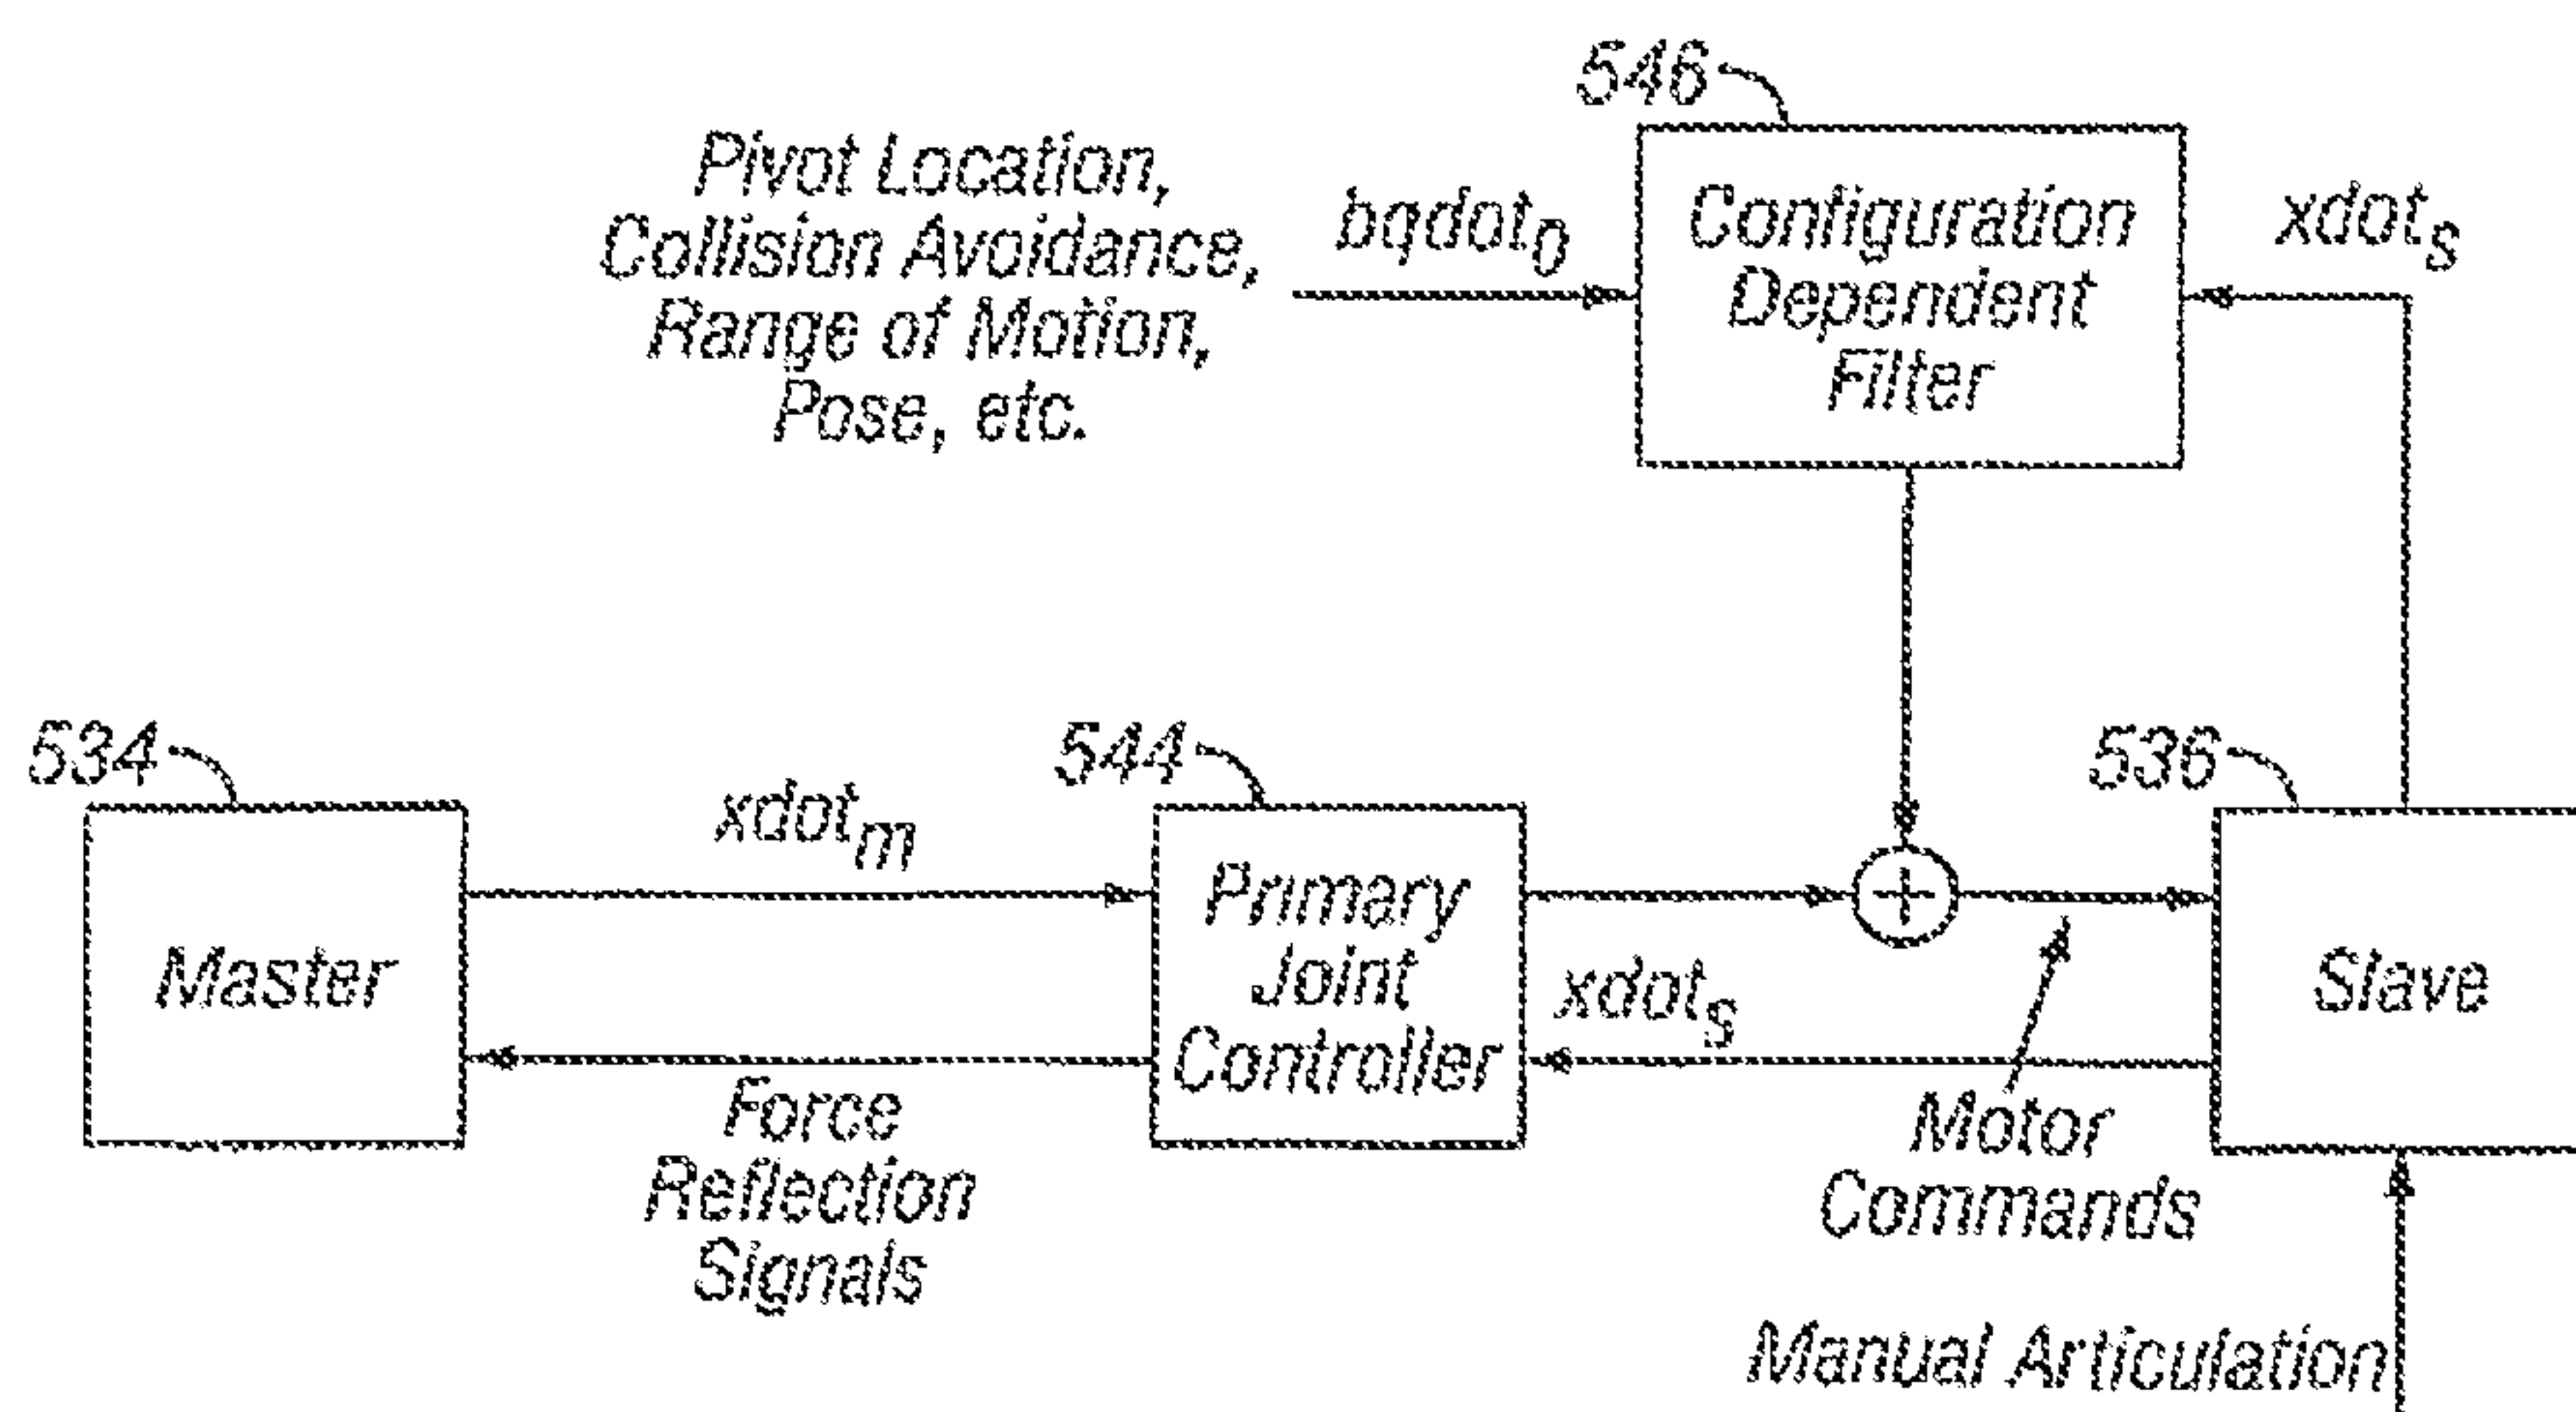 546
Pivot Location,
Collision Avoidance,
Range of Motion,
Pose, etc.
bqdot0
Configuration
Dependent
Filter
xdots
534
Master
xdotm
Force
Reflection
Signals
544
Primary
Joint
Controller
+
xdots
Motor
Commands
536
Slave
Manual Articulation